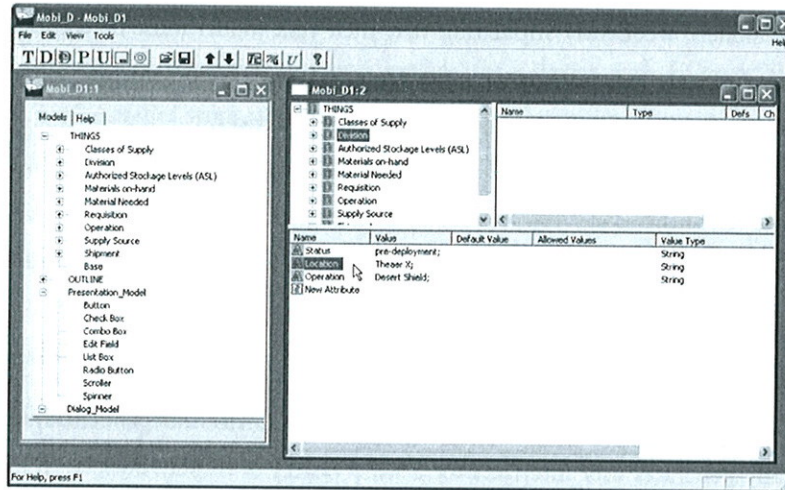 Mobi_D - Mobi_D1
File Edit View Tools
Help
T D P U
Mobi_D1:1
Models Help
THINGS
Classes of Supply
Division
Authorized Stockage Levels (ASL)
Materials on-hand
Material Needed
Requisition
Operation
Supply Source
Shipment
Base
OUTLINE
Presentation_Model
Button
Check Box
Combo Box
Edit Field
List Box
Radio Button
Scroller
Spinner
Dialog_Model
Mobi_D1:2
THINGS
Classes of Supply
Division
Authorized Stockage Levels (ASL)
Materials on-hand
Material Needed
Requisition
Operation
Supply Source
Name Type Defs Ch
Name Value Default Value Allowed Values Value Type
Status pre-deployment; String
Location Theaer X; String
Operation Desert Shield; String
New Attribute
For Help, press F1